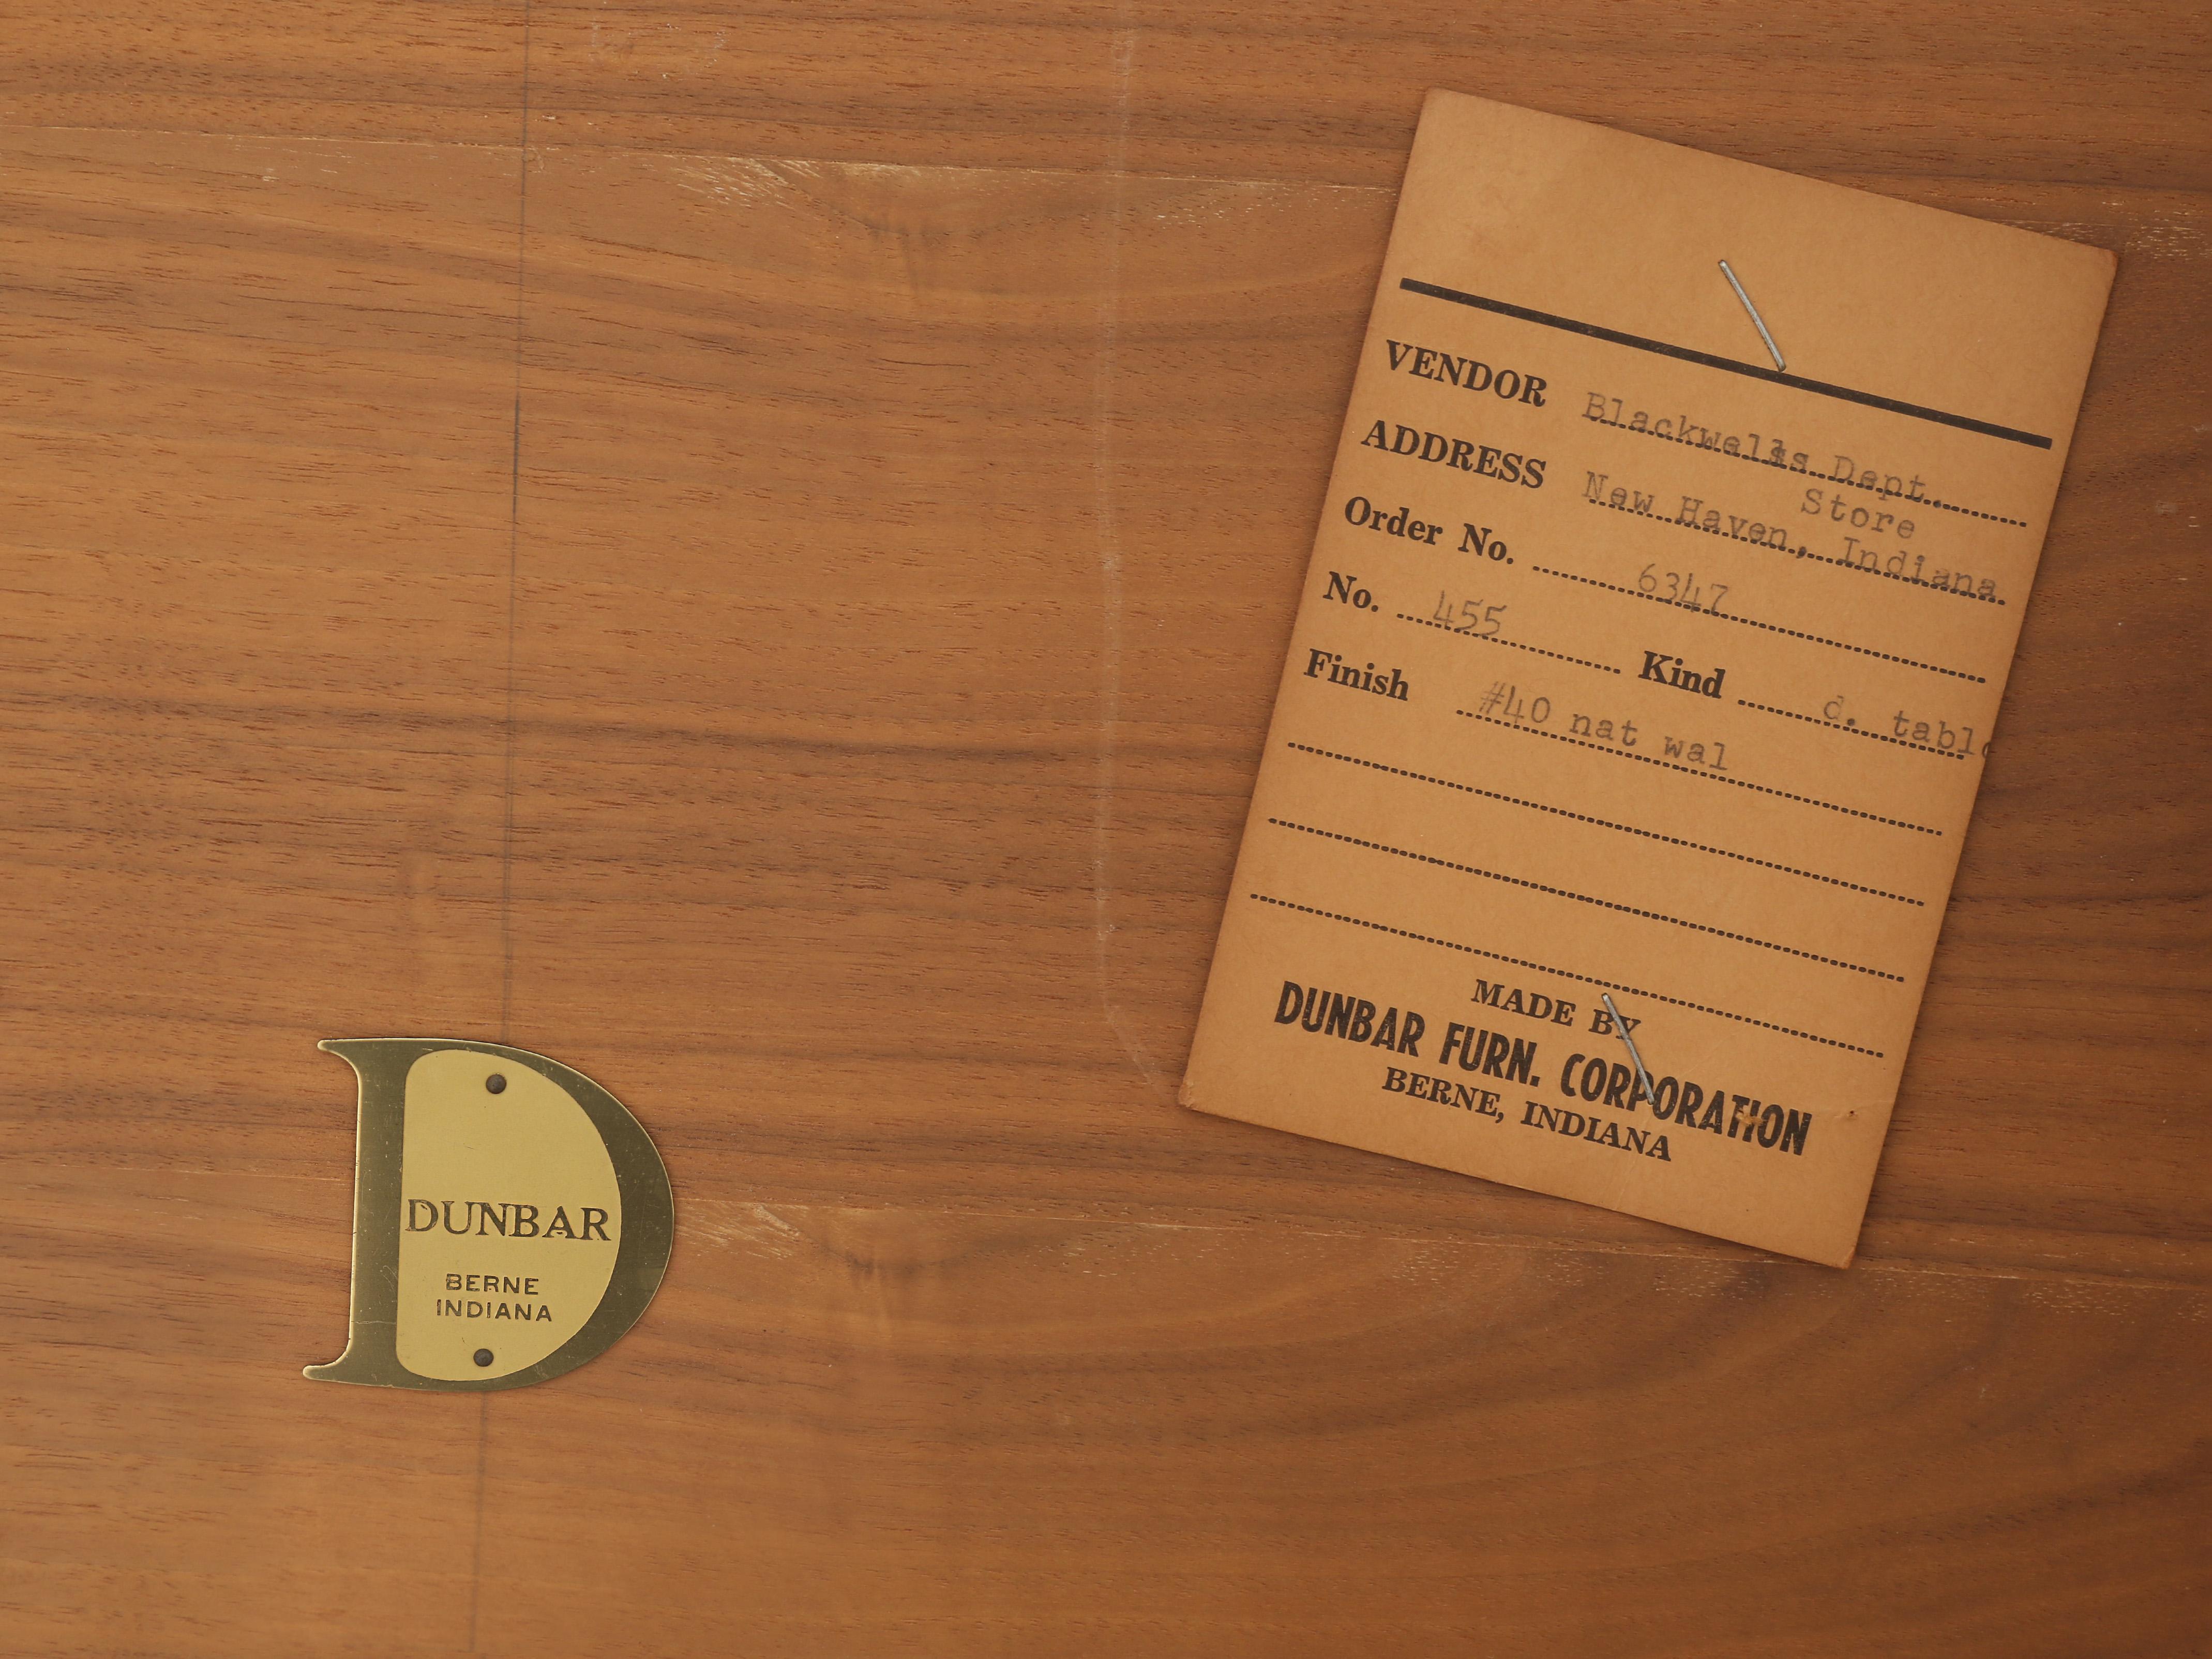 VENDOR Blackwells Dept.
Store
ADDRESS New Haven, Indiana
Order No. 6347
No. 455 Kind d. table
Finish #40 nat wal
MADE BY
DUNBAR FURN. CORPORATION
BERNE, INDIANA
DUNBAR
BERNE
INDIANA